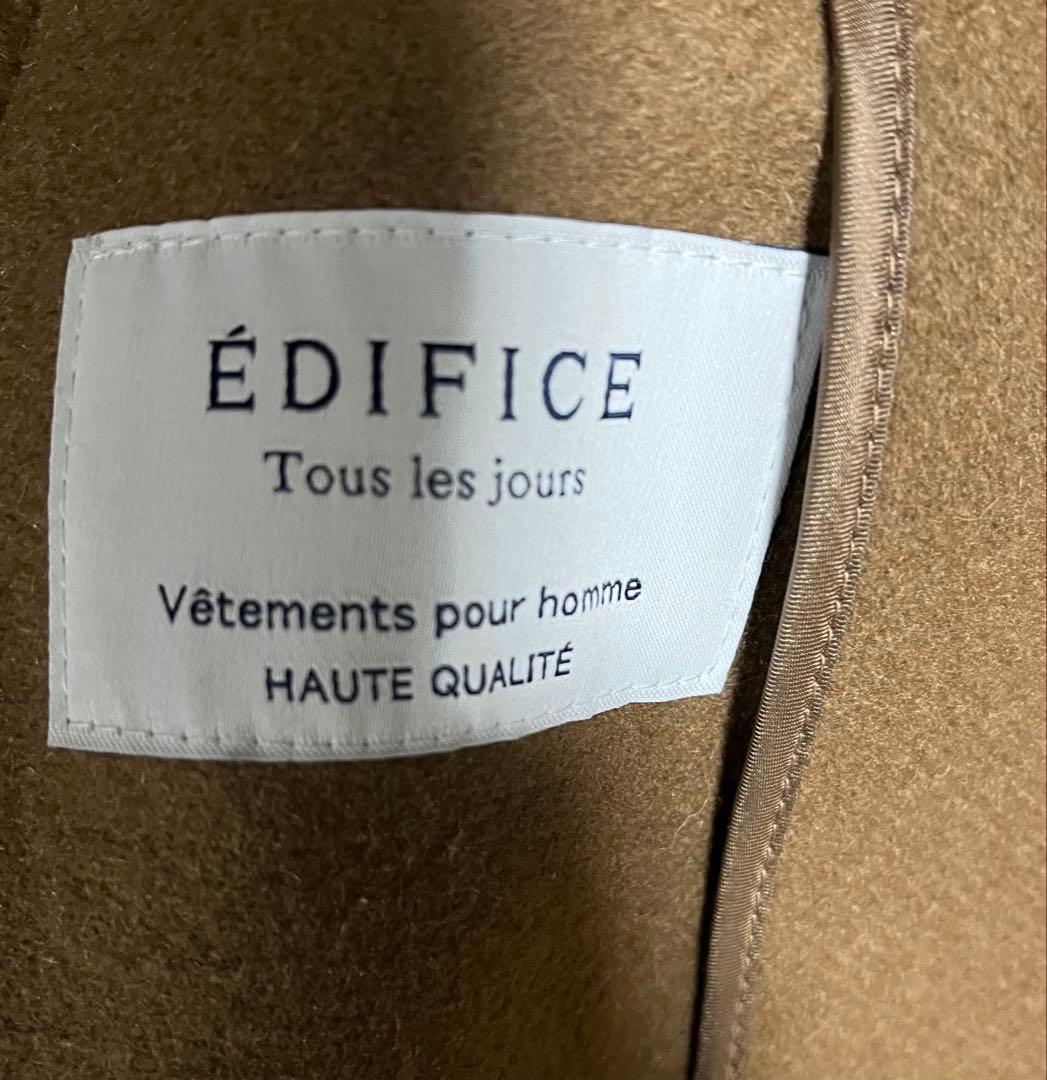 ÉDIFICE
Tous les jours
Vêtements pour homme
HAUTE QUALITÉ